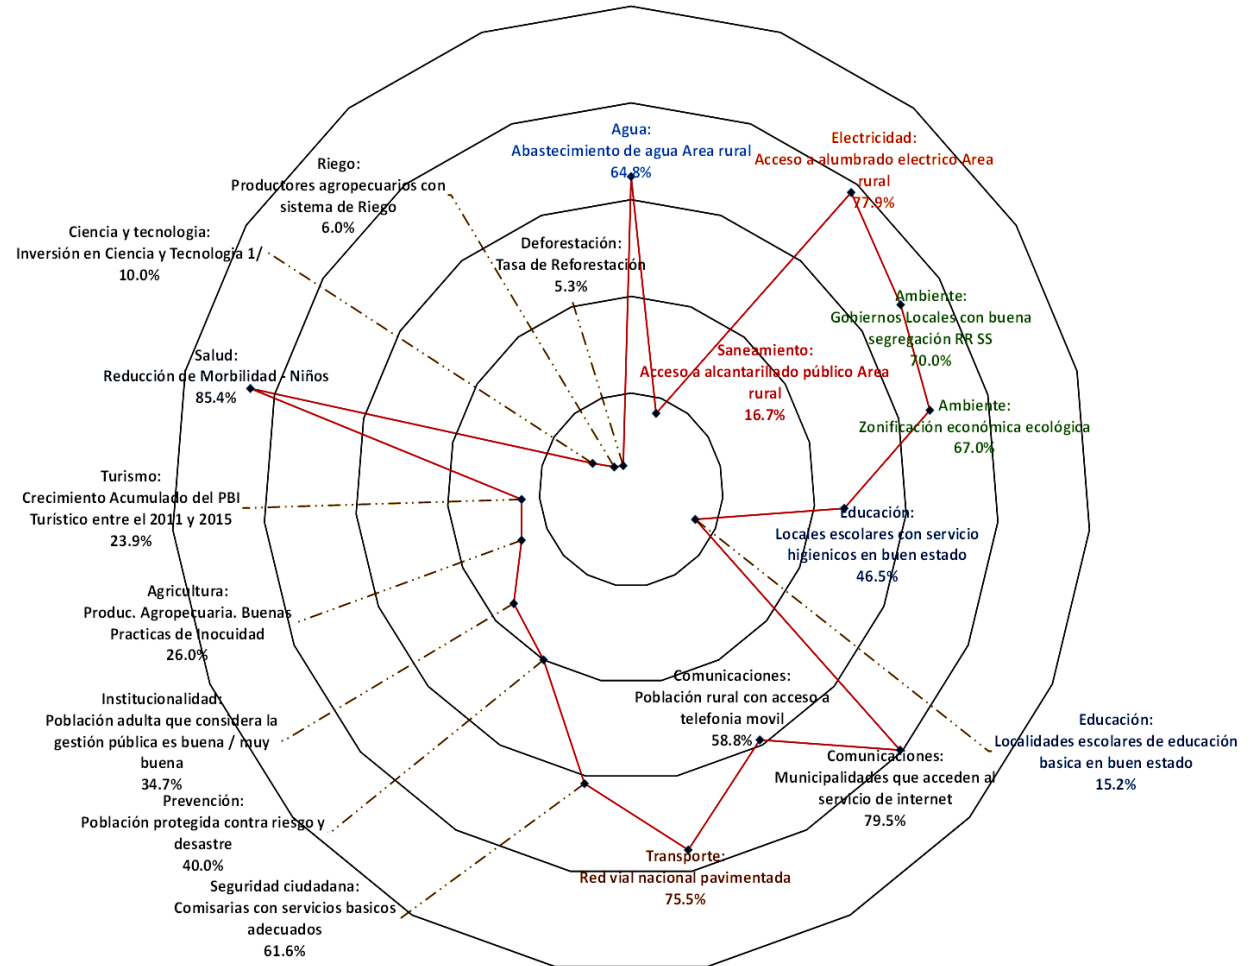 Agua:
Abastecimiento de agua Area rural
64.8%
Electricidad:
Acceso a alumbrado electrico Area
rural
77.9%
Ambiente:
Gobiernos Locales con buena
segregación RR SS
70.0%
Ambiente:
Zonificación económica ecológica
67.0%
Saneamiento:
Acceso a alcantarillado público Area
rural
16.7%
Educación:
Locales escolares con servicio
higienicos en buen estado
46.5%
Educación:
Localidades escolares de educación
basica en buen estado
15.2%
Comunicaciones:
Municipalidades que acceden al
servicio de internet
79.5%
Comunicaciones:
Población rural con acceso a
telefonia movil
58.8%
Transporte:
Red vial nacional pavimentada
75.5%
Seguridad ciudadana:
Comisarias con servicios basicos
adecuados
61.6%
Prevención:
Población protegida contra riesgo y
desastre
40.0%
Institucionalidad:
Población adulta que considera la
gestión pública es buena / muy
buena
34.7%
Agricultura:
Produc. Agropecuaria. Buenas
Practicas de Inocuidad
26.0%
Turismo:
Crecimiento Acumulado del PBI
Turístico entre el 2011 y 2015
23.9%
Salud:
Reducción de Morbilidad - Niños
85.4%
Ciencia y tecnologia:
Inversión en Ciencia y Tecnologia 1/
10.0%
Riego:
Productores agropecuarios con
sistema de Riego
6.0%
Deforestación:
Tasa de Reforestación
5.3%